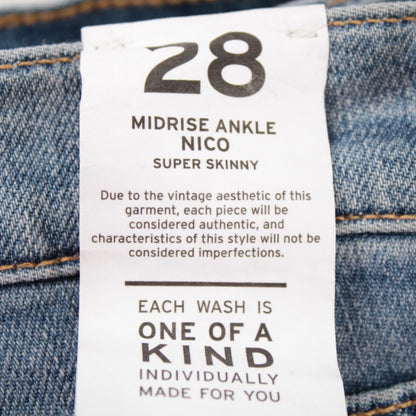 28
MIDRISE ANKLE
NICO
SUPER SKINNY
Due to the vintage aesthetic of this
garment, each piece will be
considered authentic, and
characteristics of this style will not be
considered imperfections.
EACH WASH IS
ONE OF A
KIND
INDIVIDUALLY
MADE FOR YOU